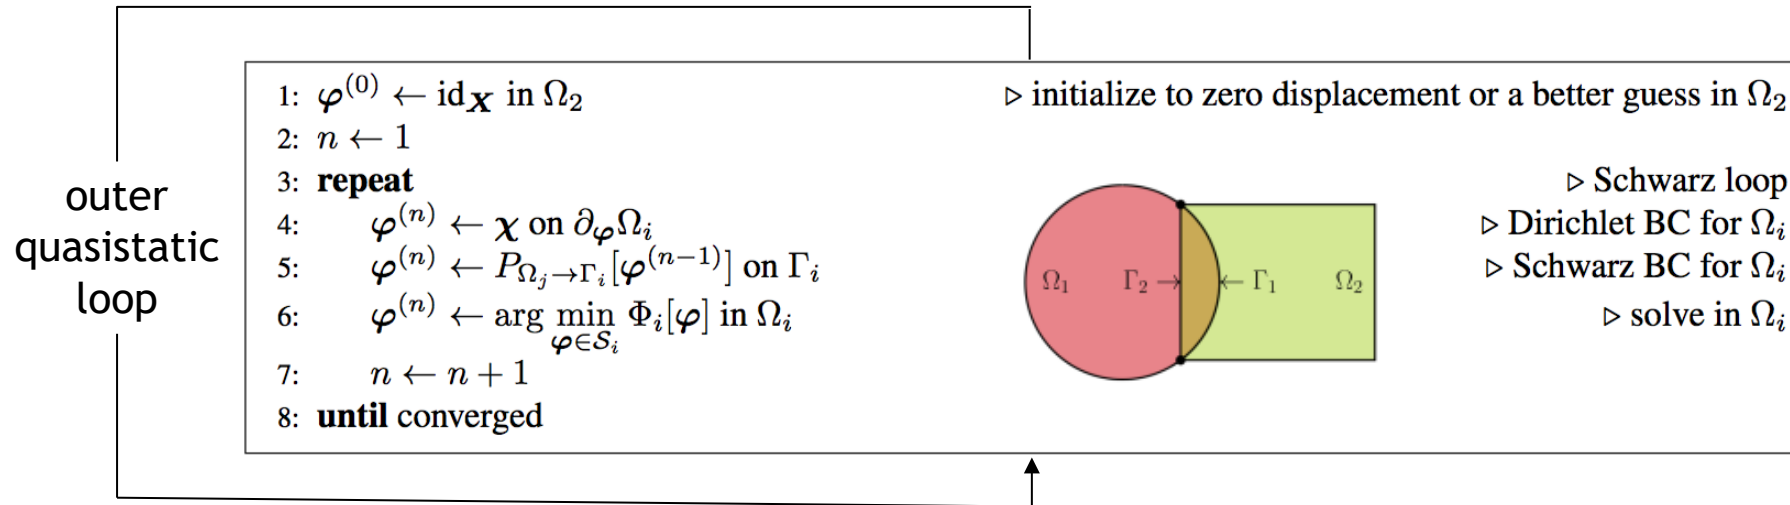 outer
quasistatic
loop
1: φ^(0) ← id_X in Ω₂ ▷ initialize to zero displacement or a better guess in Ω₂
2: n ← 1
3: repeat ▷ Schwarz loop
4: φ^(n) ← χ on ∂_φ Ω_i ▷ Dirichlet BC for Ω_i
5: φ^(n) ← P_{Ω_j→Γ_i}[φ^(n−1)] on Γ_i ▷ Schwarz BC for Ω_i
6: φ^(n) ← arg min_{φ∈S_i} Φ_i[φ] in Ω_i ▷ solve in Ω_i
7: n ← n + 1
8: until converged
Ω₁ Γ₂ → ← Γ₁ Ω₂